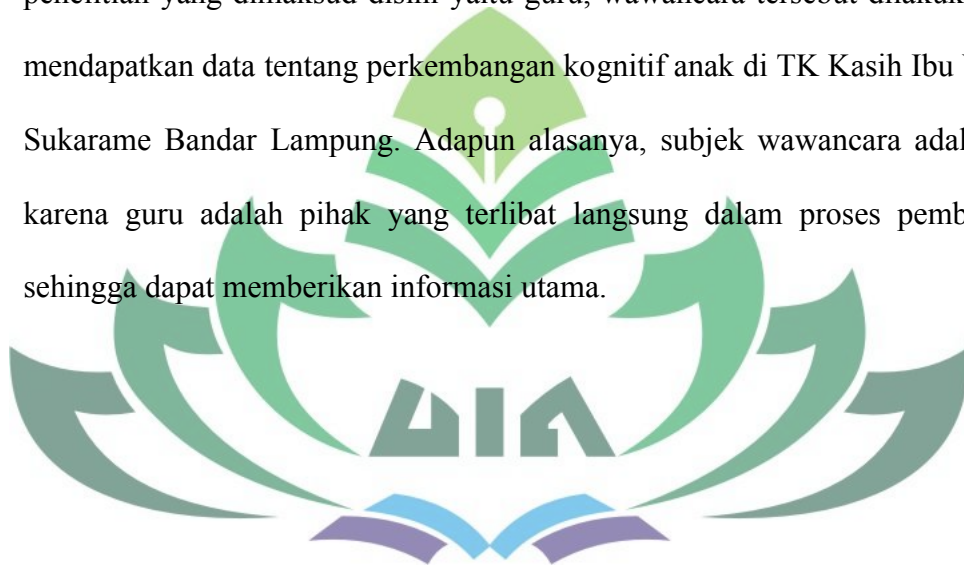 mendapatkan data tentang perkembangan kognitif anak di TK Kasih Ibu
Sukarame Bandar Lampung. Adapun alasanya, subjek wawancara
karena guru adalah pihak yang terlibat langsung dalam proses
sehingga dapat memberikan informasi utama.
UIN